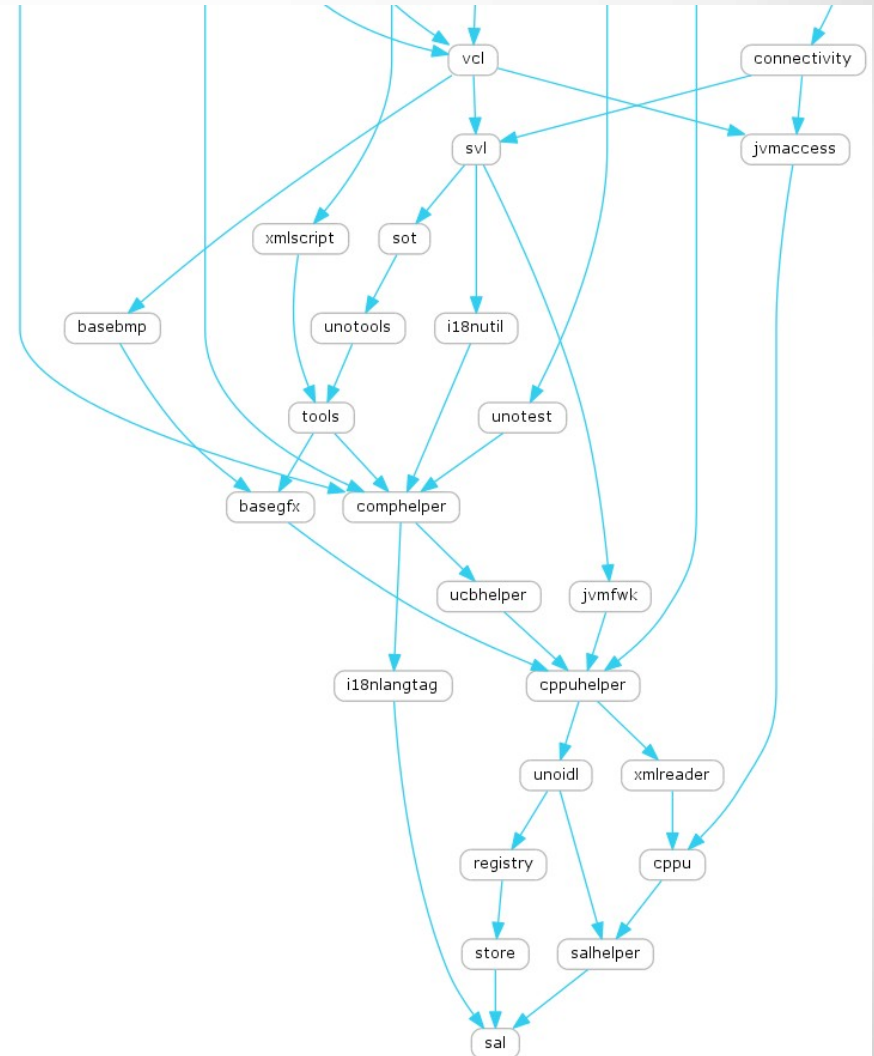 vcl
connectivity
svl
jvmaccess
xmlscript
sot
basebmp
unotools
i18nutil
tools
unotest
basegfx
comphelper
ucbhelper
jvmfwk
i18nlangtag
cppuhelper
unoidl
xmlreader
registry
cppu
store
salhelper
sal